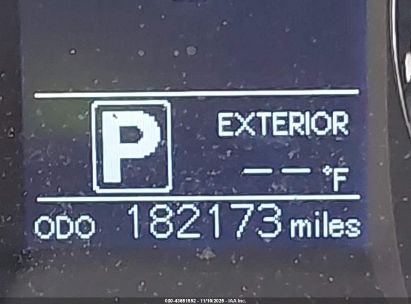 P
EXTERIOR
-- °F
ODO 182173 miles